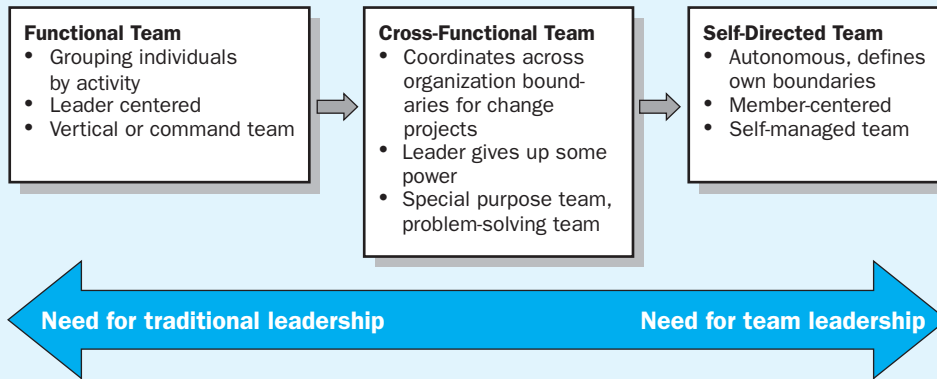 Functional Team
• Grouping individuals
by activity
• Leader centered
• Vertical or command team
Cross-Functional Team
• Coordinates across
organization bound-
aries for change
projects
• Leader gives up some
power
• Special purpose team,
problem-solving team
Self-Directed Team
• Autonomous, defines
own boundaries
• Member-centered
• Self-managed team
Need for traditional leadership
Need for team leadership